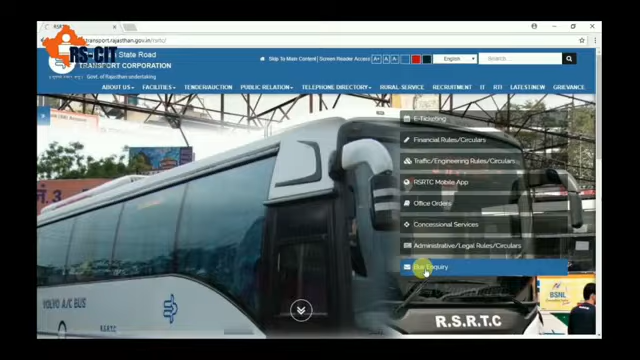 RSRT
transport.rajasthan.gov.in/rsrtc/
RS-CIT
State Road
TRANSPORT CORPORATION
Govt. of Rajasthan undertaking
Skip To Main Content | Screen Reader Access A+ A A- English Search...
ABOUT US FACILITIES TENDER/AUCTION PUBLIC RELATION TELEPHONE DIRECTORY RURAL SERVICE RECRUITMENT IT RTI LATESTNEW GRIEVANCE
E-Ticketing
Financial Rules/Circulars
Traffic/Engineering Rules/Circulars
RSRTC Mobile App
Office Orders
Concessional Services
Administrative/Legal Rules/Circulars
Bus Enquiry
नं. 3
VOLVO A/C BUS
BSNL
R.S.R.T.C